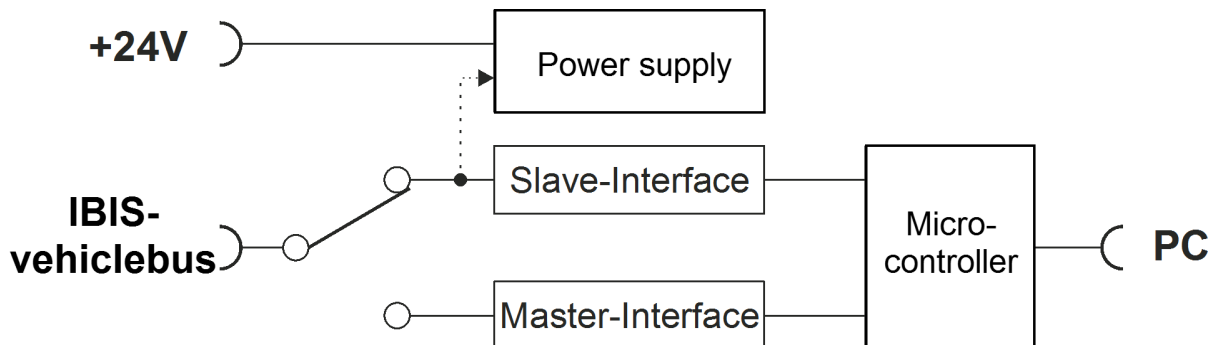 +24V
Power supply
Slave-Interface
IBIS-
vehiclebus
Micro-
controller
PC
Master-Interface